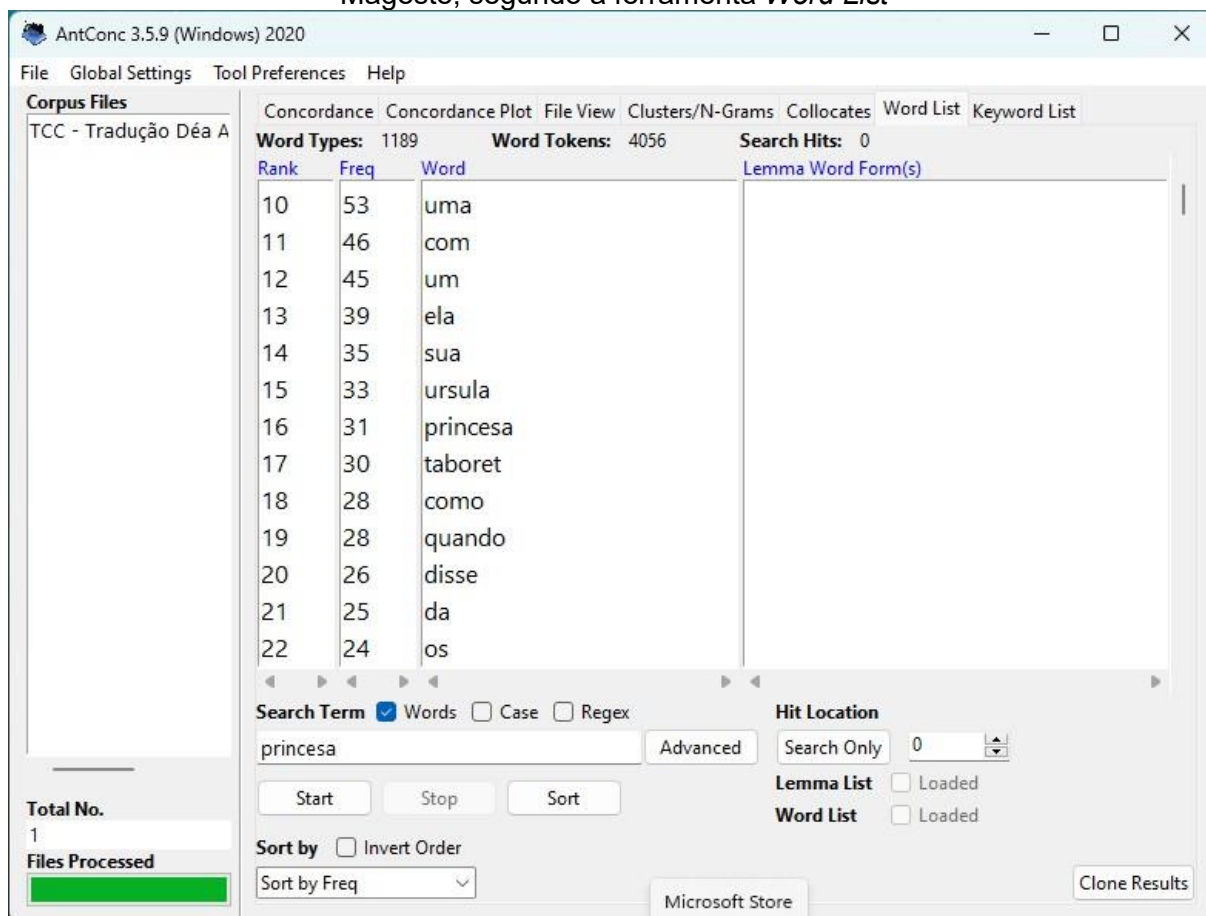 Magosto, segundo a ferramenta Word List
AntConc 3.5.9 (Windows) 2020
File Global Settings Tool Preferences Help
Corpus Files
TCC - Tradução Déa A
Concordance Concordance Plot File View Clusters/N-Grams Collocates Word List Keyword List
Word Types: 1189 Word Tokens: 4056 Search Hits: 0
Rank Freq Word Lemma Word Form(s)
10 53 uma
11 46 com
12 45 um
13 39 ela
14 35 sua
15 33 ursula
16 31 princesa
17 30 taboret
18 28 como
19 28 quando
20 26 disse
21 25 da
22 24 os
Search Term Words Case Regex Hit Location
princesa Advanced Search Only 0
Start Stop Sort Lemma List Loaded
Word List Loaded
Total No.
1
Files Processed
Sort by Invert Order
Sort by Freq Clone Results
Microsoft Store